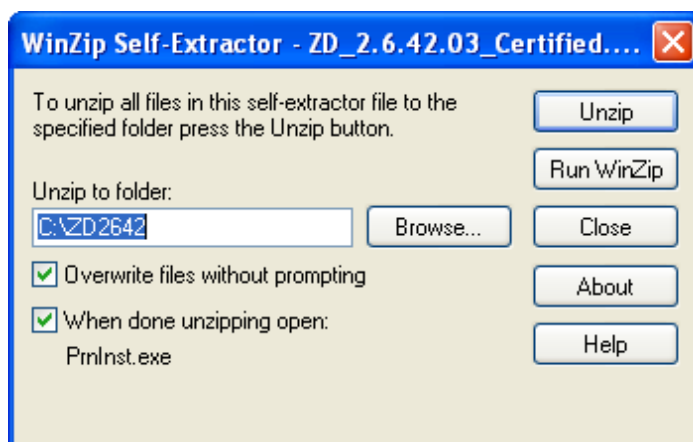 WinZip Self-Extractor - ZD_2.6.42.03_Certified....
To unzip all files in this self-extractor file to the
specified folder press the Unzip button.
Unzip to folder:
C:\ZD2642
Browse...
Overwrite files without prompting
When done unzipping open:
PrnInst.exe
Unzip
Run WinZip
Close
About
Help